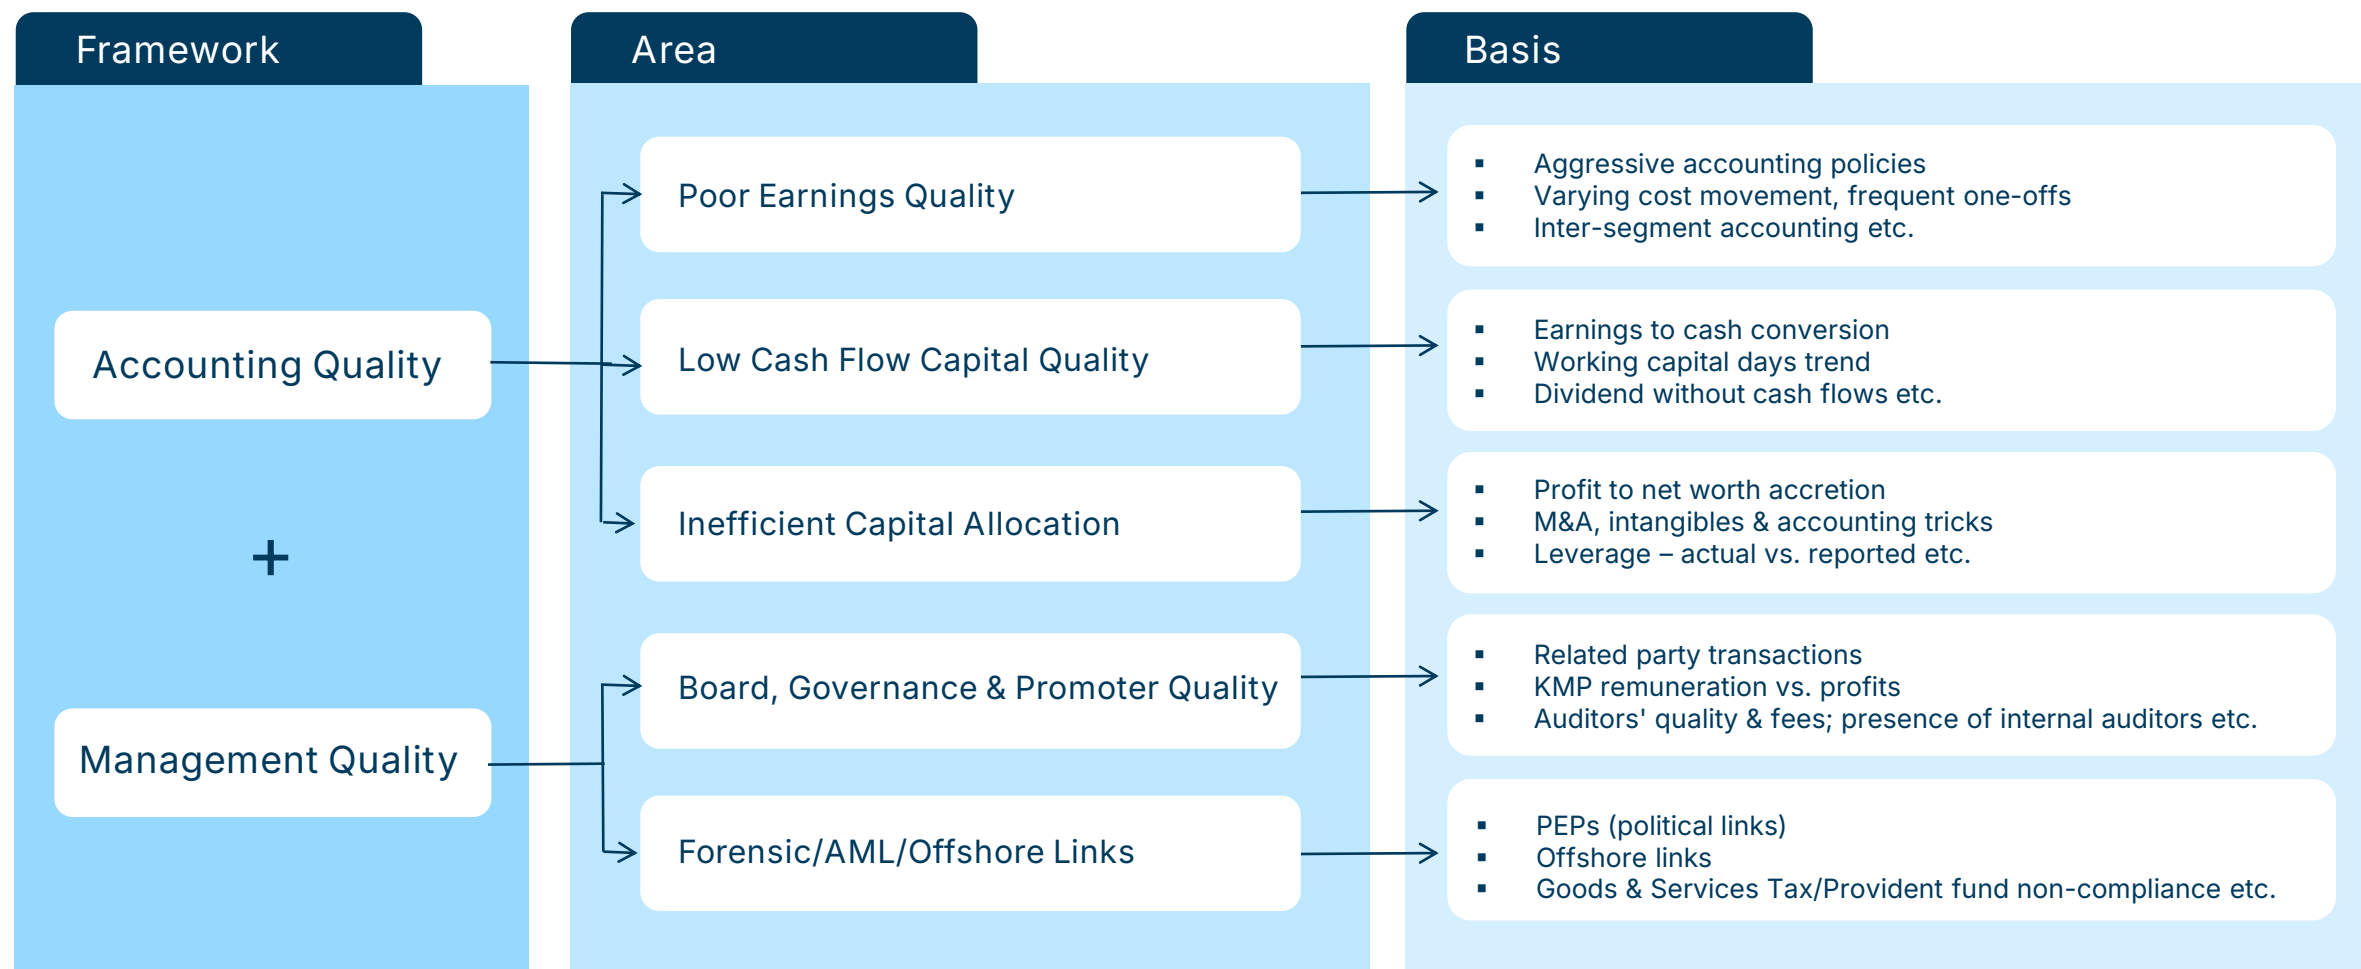 Framework
Area
Basis
Accounting Quality
+
Management Quality
Poor Earnings Quality
Low Cash Flow Capital Quality
Inefficient Capital Allocation
Board, Governance & Promoter Quality
Forensic/AML/Offshore Links
▪ Aggressive accounting policies
▪ Varying cost movement, frequent one-offs
▪ Inter-segment accounting etc.
▪ Earnings to cash conversion
▪ Working capital days trend
▪ Dividend without cash flows etc.
▪ Profit to net worth accretion
▪ M&A, intangibles & accounting tricks
▪ Leverage – actual vs. reported etc.
▪ Related party transactions
▪ KMP remuneration vs. profits
▪ Auditors' quality & fees; presence of internal auditors etc.
▪ PEPs (political links)
▪ Offshore links
▪ Goods & Services Tax/Provident fund non-compliance etc.